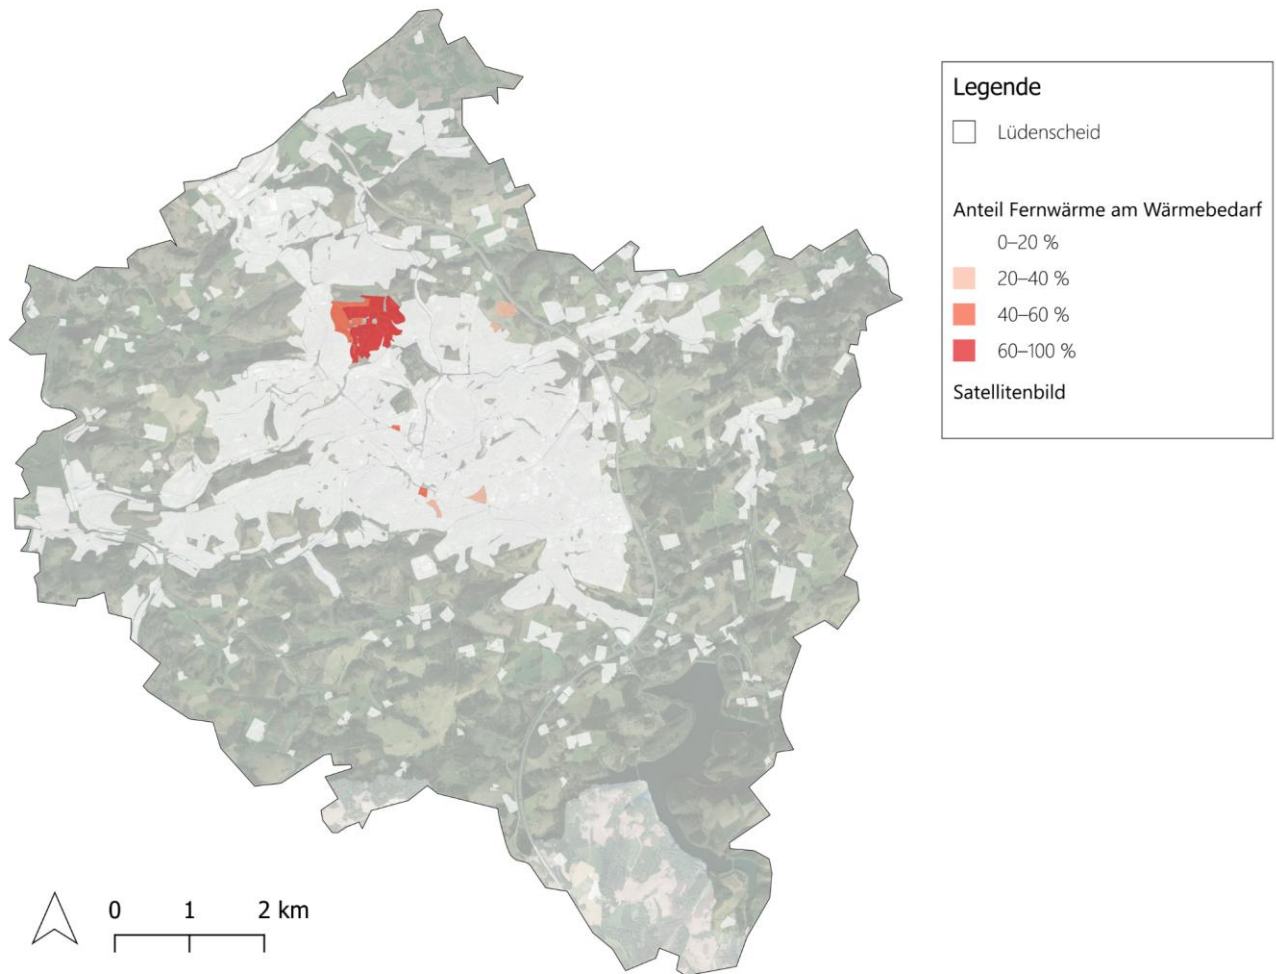 Legende
Lüdenscheid
Anteil Fernwärme am Wärmebedarf
0–20 %
20–40 %
40–60 %
60–100 %
Satellitenbild
0 1 2 km